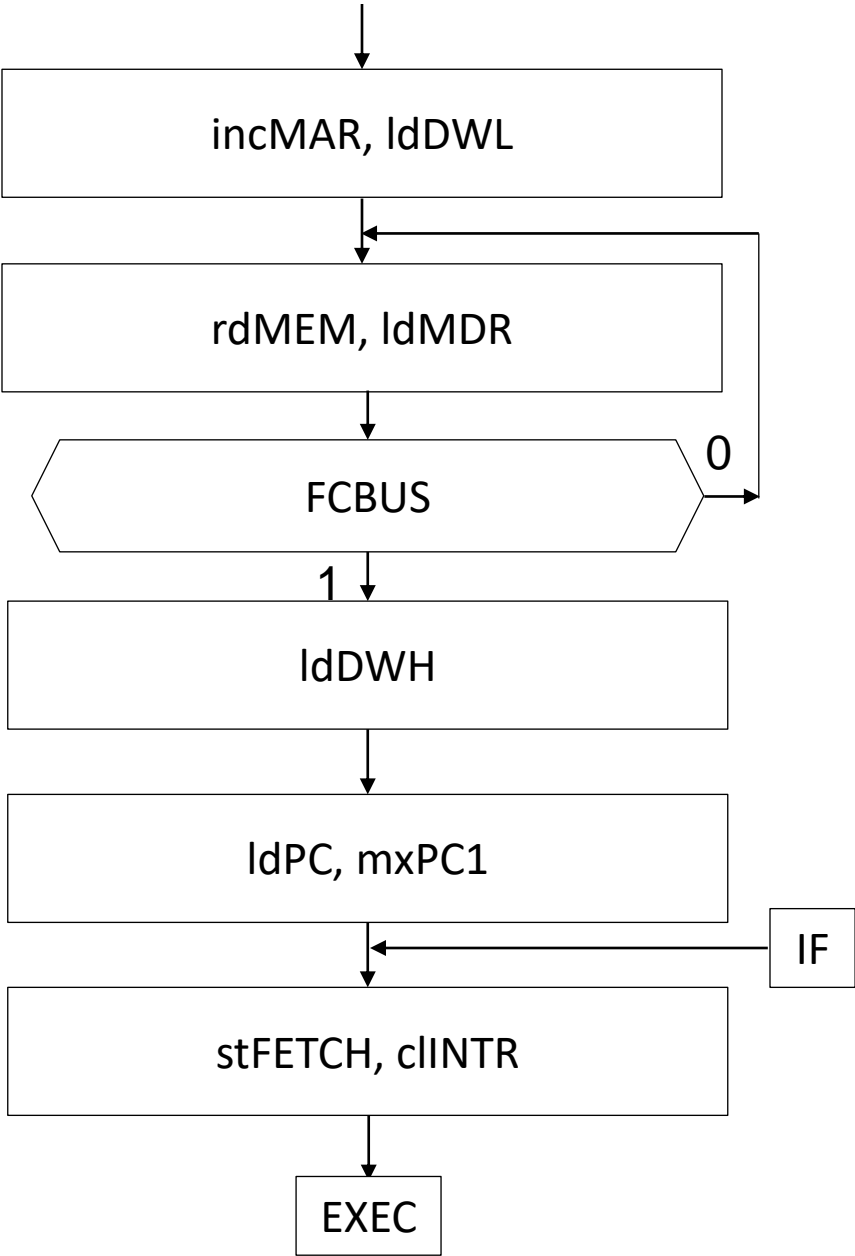 incMAR, ldDWL
rdMEM, ldMDR
0
FCBUS
1
ldDWH
ldPC, mxPC1
IF
stFETCH, clINTR
EXEC